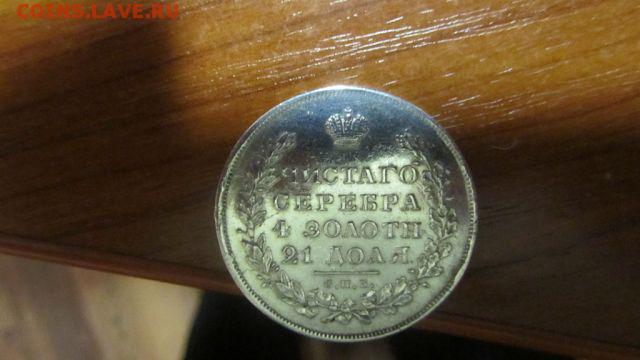 COINS.LAVE.RU
ЧИСТАГО
СЕРЕБРА
4 ЗОЛОТН
21 ДОЛЯ
С.П.Б.